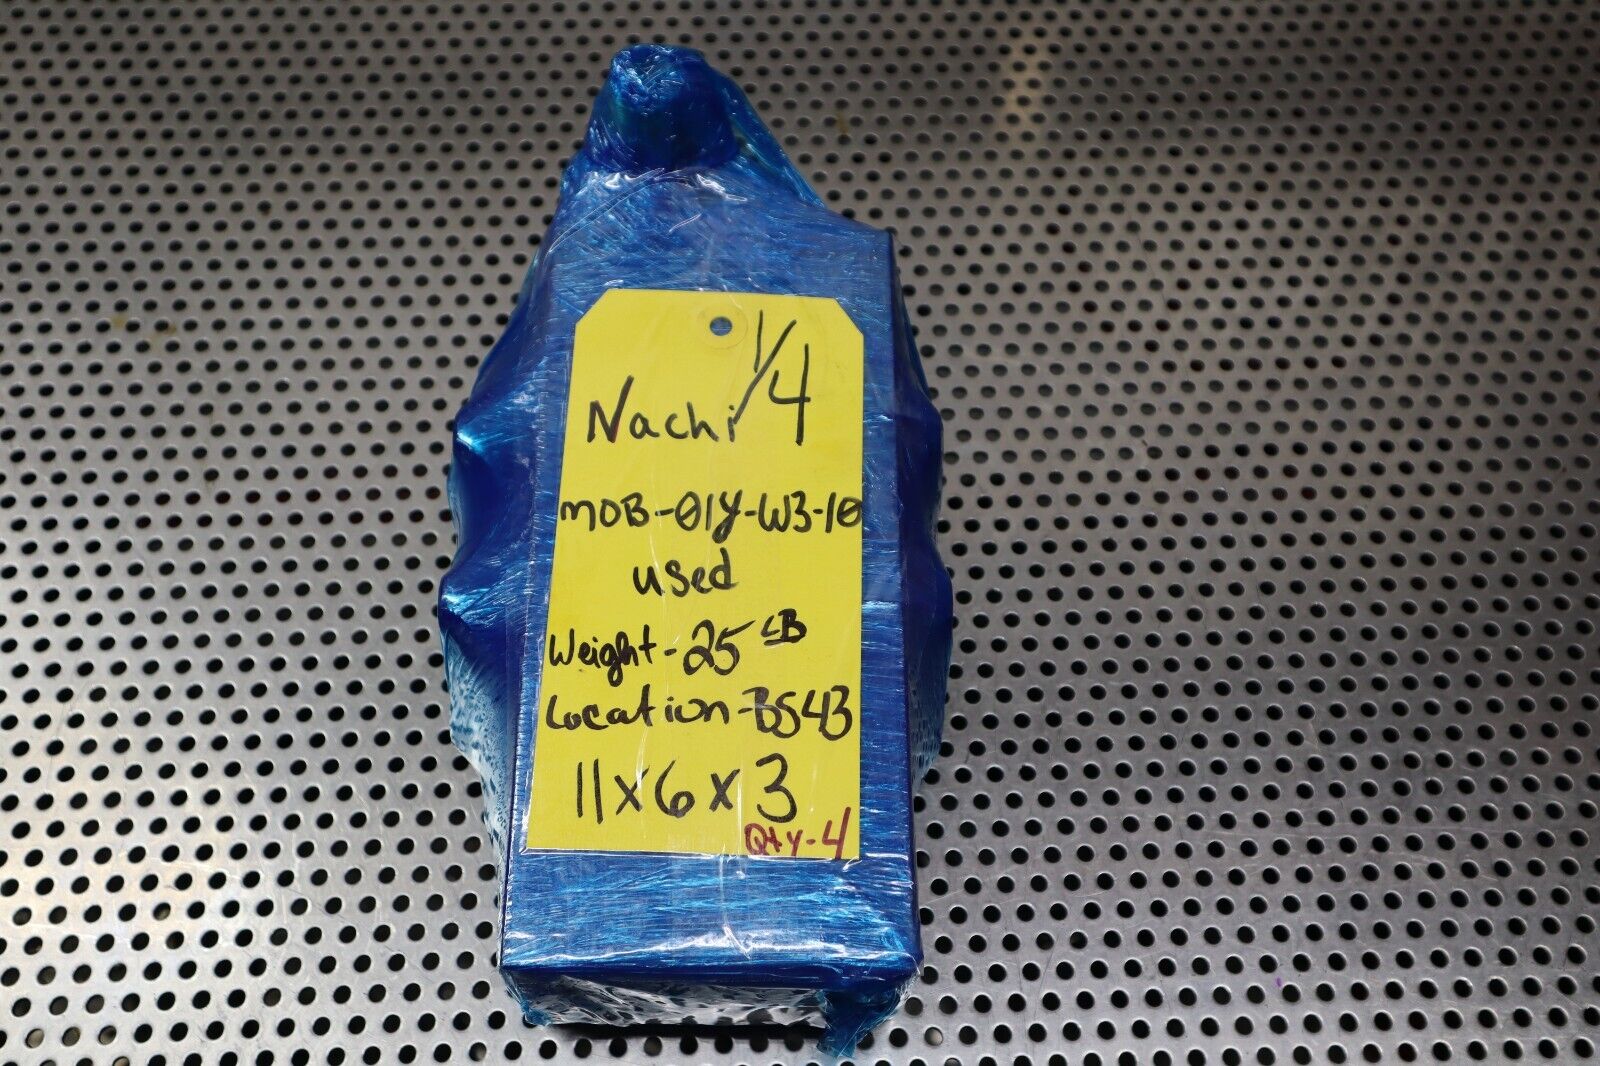 1/4
Nachi
MOB-01Y-W3-10
used
Weight-25 LB
Location-BS43
11x6x3
Qty-4